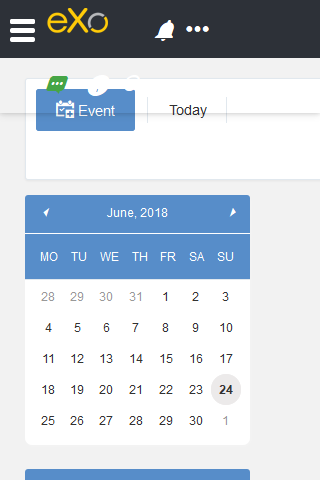 eXo
Event
Today
June, 2018
MO TU WE TH FR SA SU
28 29 30 31 1 2 3
4 5 6 7 8 9 10
11 12 13 14 15 16 17
18 19 20 21 22 23 24
25 26 27 28 29 30 1